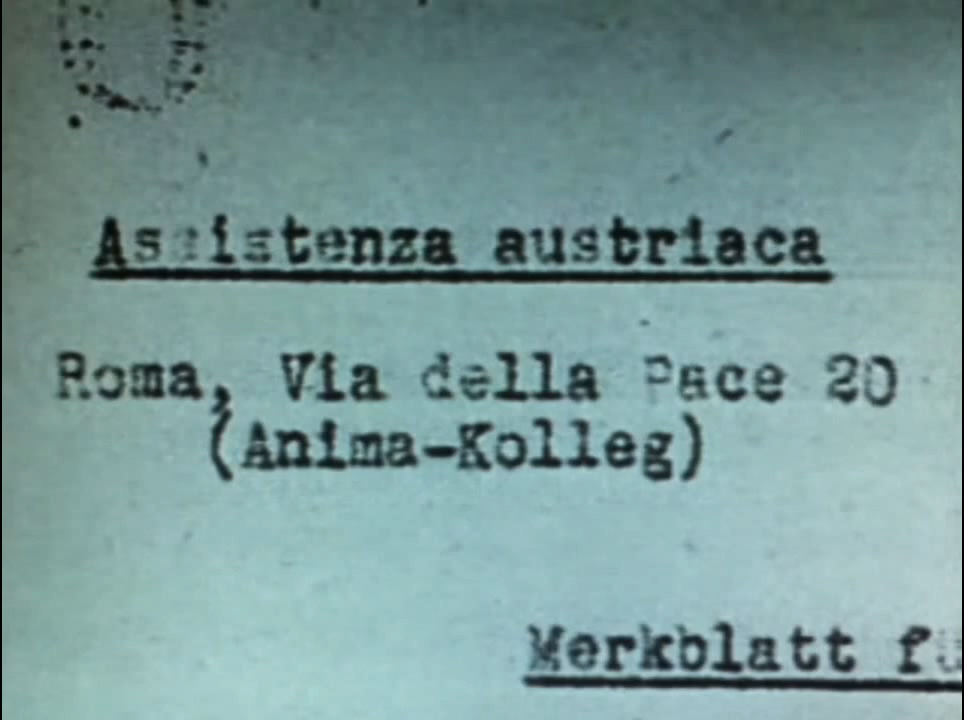 Assistenza austriaca
Roma, Via della Pace 20
(Anima-Kolleg)
Merkblatt